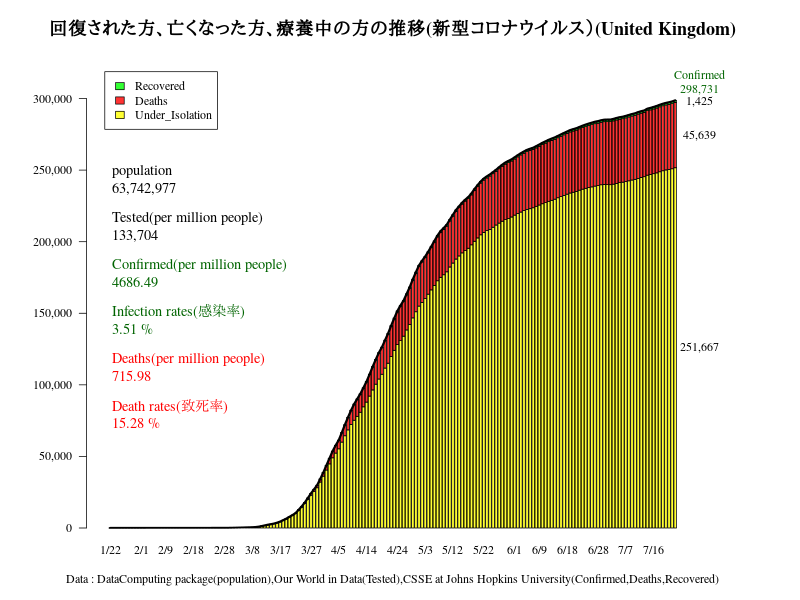 回復された方、亡くなった方、療養中の方の推移(新型コロナウイルス)(United Kingdom)
Confirmed
298,731
1,425
45,639
251,667
Recovered
Deaths
Under_Isolation
population
63,742,977
Tested(per million people)
133,704
Confirmed(per million people)
4686.49
Infection rates(感染率)
3.51 %
Deaths(per million people)
715.98
Death rates(致死率)
15.28 %
300,000
250,000
200,000
150,000
100,000
50,000
0
1/22 2/1 2/9 2/18 2/28 3/8 3/17 3/27 4/5 4/14 4/24 5/3 5/12 5/22 6/1 6/9 6/18 6/28 7/7 7/16
Data : DataComputing package(population),Our World in Data(Tested),CSSE at Johns Hopkins University(Confirmed,Deaths,Recovered)